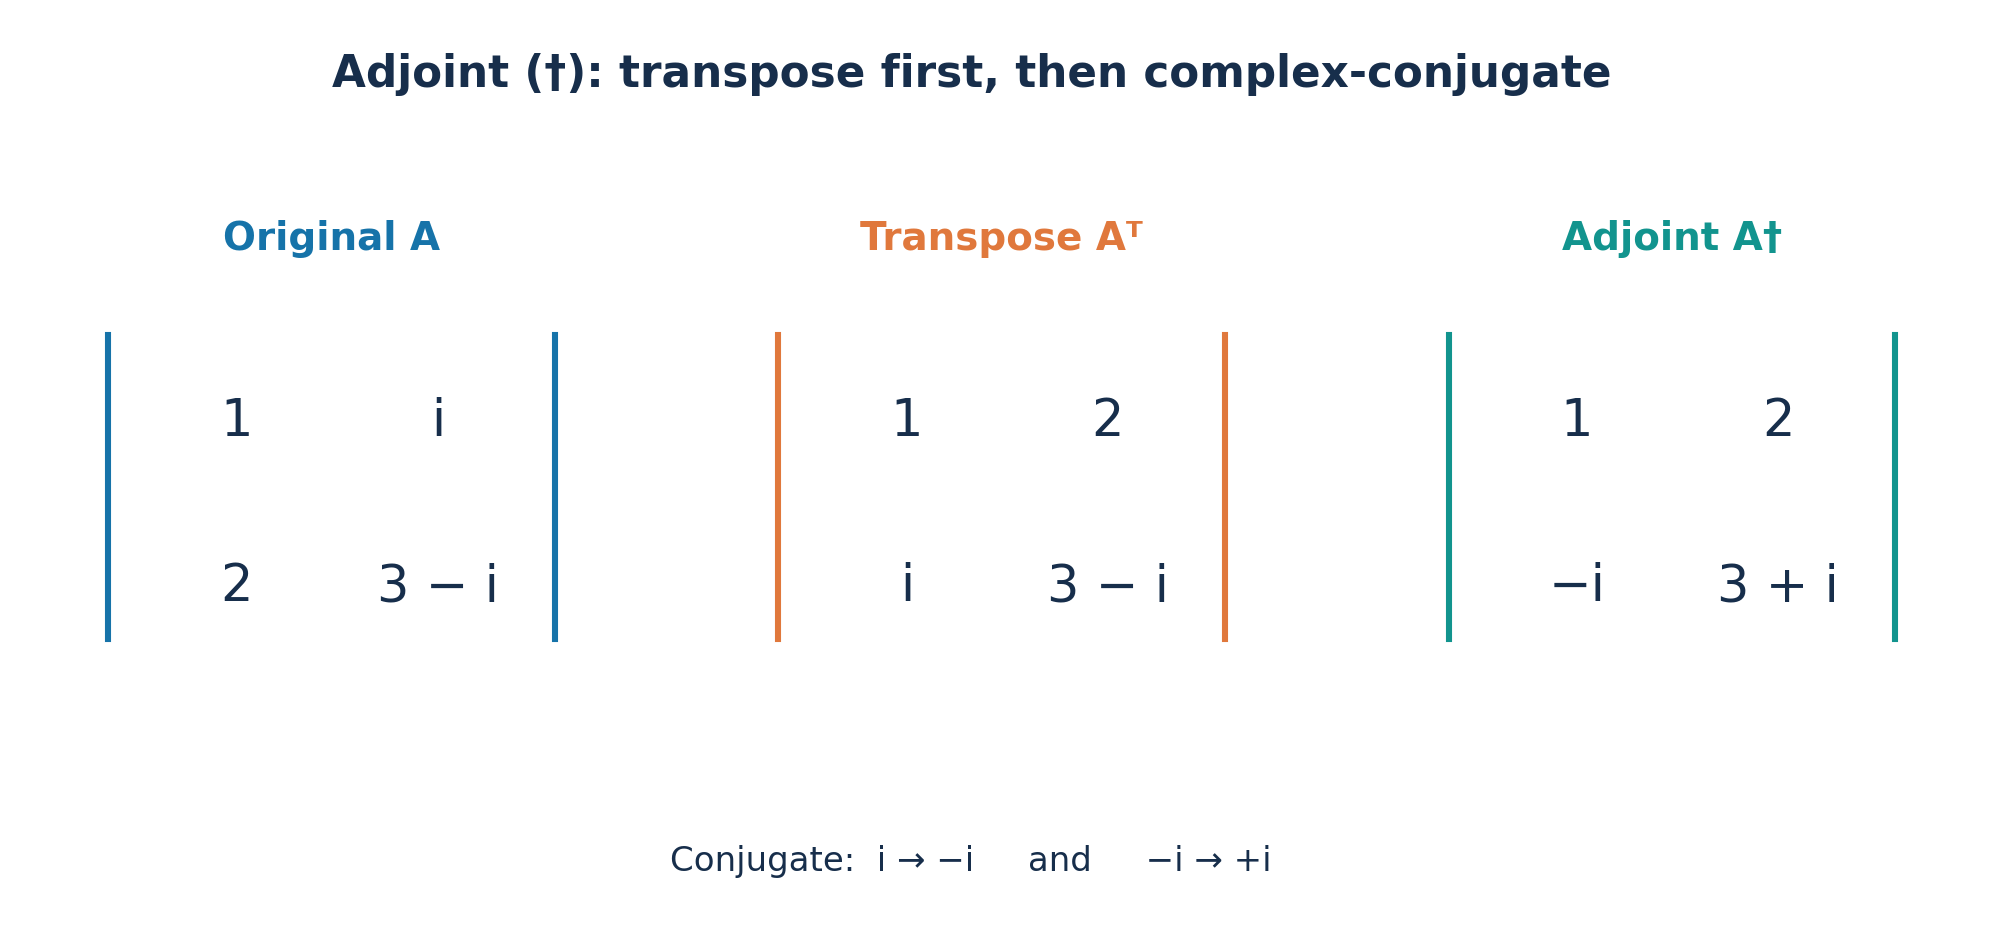 Adjoint (†): transpose first, then complex-conjugate
Original A
Transpose Aᵀ
Adjoint A†
1 i
2 3 − i
1 2
i 3 − i
1 2
−i 3 + i
Conjugate: i → −i and −i → +i